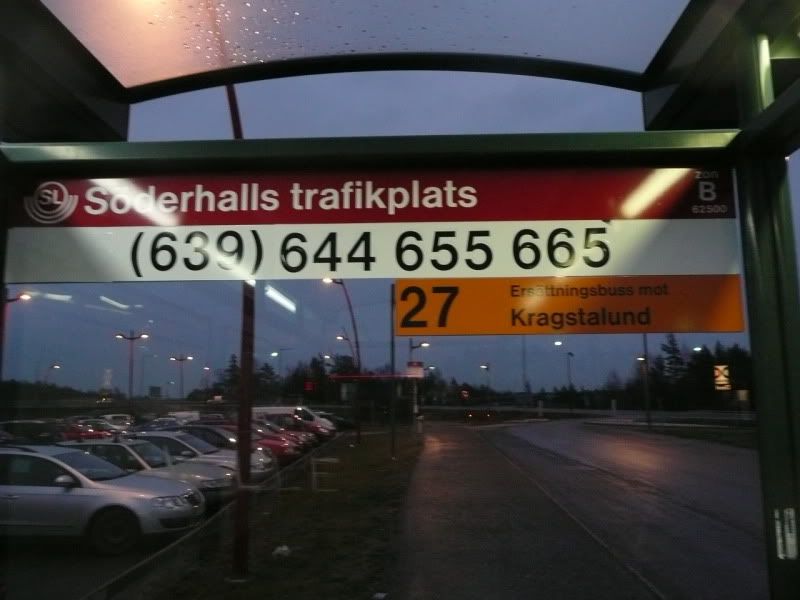 SL Söderhalls trafikplats
zon
B
62500
(639) 644 655 665
27 Ersättningsbuss mot
Kragstalund